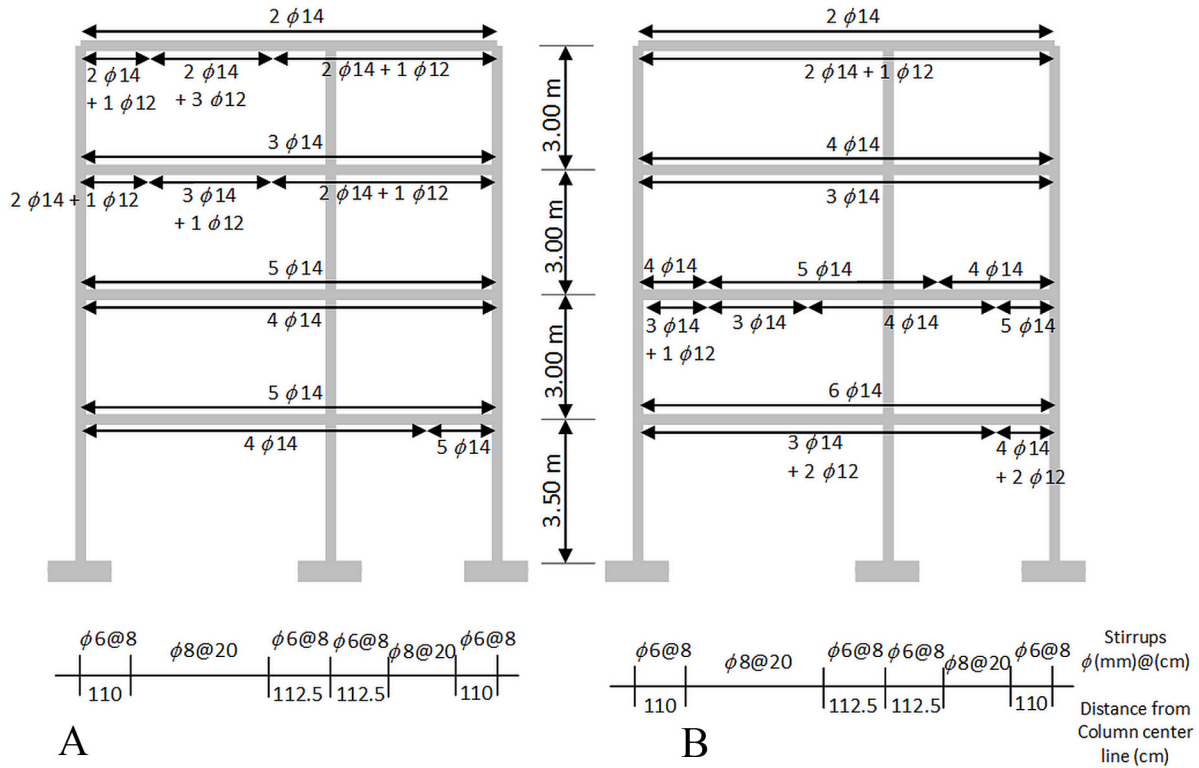 2 ϕ14
2 ϕ14
+ 1 ϕ12
2 ϕ14
+ 3 ϕ12
2 ϕ14 + 1 ϕ12
3 ϕ14
2 ϕ14 + 1 ϕ12
3 ϕ14
+ 1 ϕ12
2 ϕ14 + 1 ϕ12
5 ϕ14
4 ϕ14
5 ϕ14
4 ϕ14
5 ϕ14
3.00 m
3.00 m
3.00 m
3.50 m
2 ϕ14
2 ϕ14 + 1 ϕ12
4 ϕ14
3 ϕ14
4 ϕ14
5 ϕ14
4 ϕ14
3 ϕ14
+ 1 ϕ12
3 ϕ14
4 ϕ14
5 ϕ14
6 ϕ14
3 ϕ14
+ 2 ϕ12
4 ϕ14
+ 2 ϕ12
ϕ6@8
ϕ8@20
ϕ6@8
ϕ6@8
ϕ8@20
ϕ6@8
110
112.5
112.5
110
A
ϕ6@8
ϕ8@20
ϕ6@8
ϕ6@8
ϕ8@20
ϕ6@8
110
112.5
112.5
110
B
Stirrups
ϕ(mm)@(cm)
Distance from
Column center
line (cm)